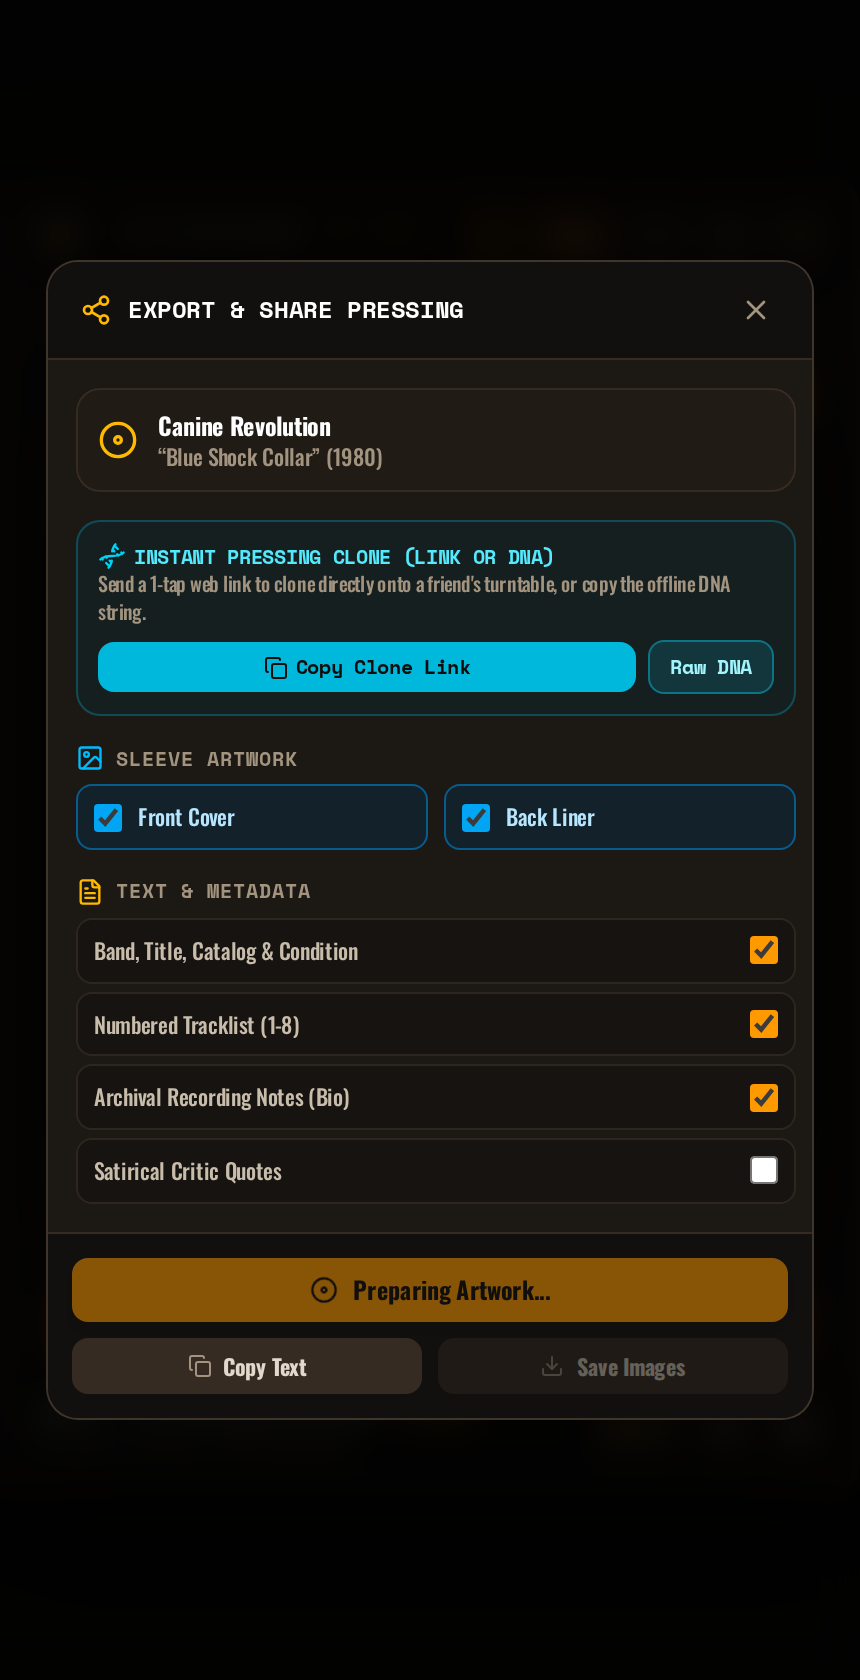 EXPORT & SHARE PRESSING
Canine Revolution
“Blue Shock Collar” (1980)
INSTANT PRESSING CLONE (LINK OR DNA)
Send a 1-tap web link to clone directly onto a friend's turntable, or copy the offline DNA
string.
Copy Clone Link
Raw DNA
SLEEVE ARTWORK
Front Cover
Back Liner
TEXT & METADATA
Band, Title, Catalog & Condition
Numbered Tracklist (1-8)
Archival Recording Notes (Bio)
Satirical Critic Quotes
Preparing Artwork...
Copy Text
Save Images